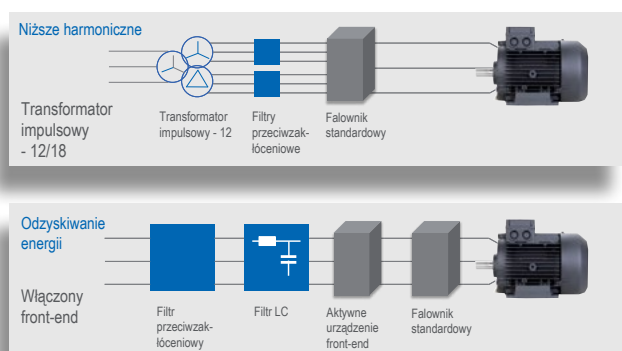 Niższe harmoniczne
Transformator
impulsowy
- 12/18
Transformator
impulsowy - 12
Filtry
przeciwzak-
łóceniowe
Falownik
standardowy
Odzyskiwanie
energii
Włączony
front-end
Filtr
przeciwzak-
łóceniowy
Filtr LC
Aktywne
urządzenie
front-end
Falownik
standardowy